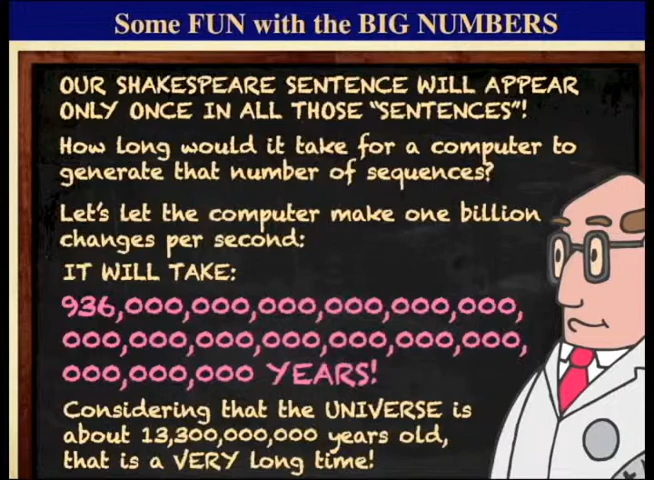 Some FUN with the BIG NUMBERS
OUR SHAKESPEARE SENTENCE WILL APPEAR
ONLY ONCE IN ALL THOSE "SENTENCES"!
How long would it take for a computer to
generate that number of sequences?
Let's let the computer make one billion
changes per second:
IT WILL TAKE:
936,000,000,000,000,000,000,
000,000,000,000,000,000,000,
000,000,000 YEARS!
Considering that the UNIVERSE is
about 13,300,000,000 years old,
that is a VERY long time!